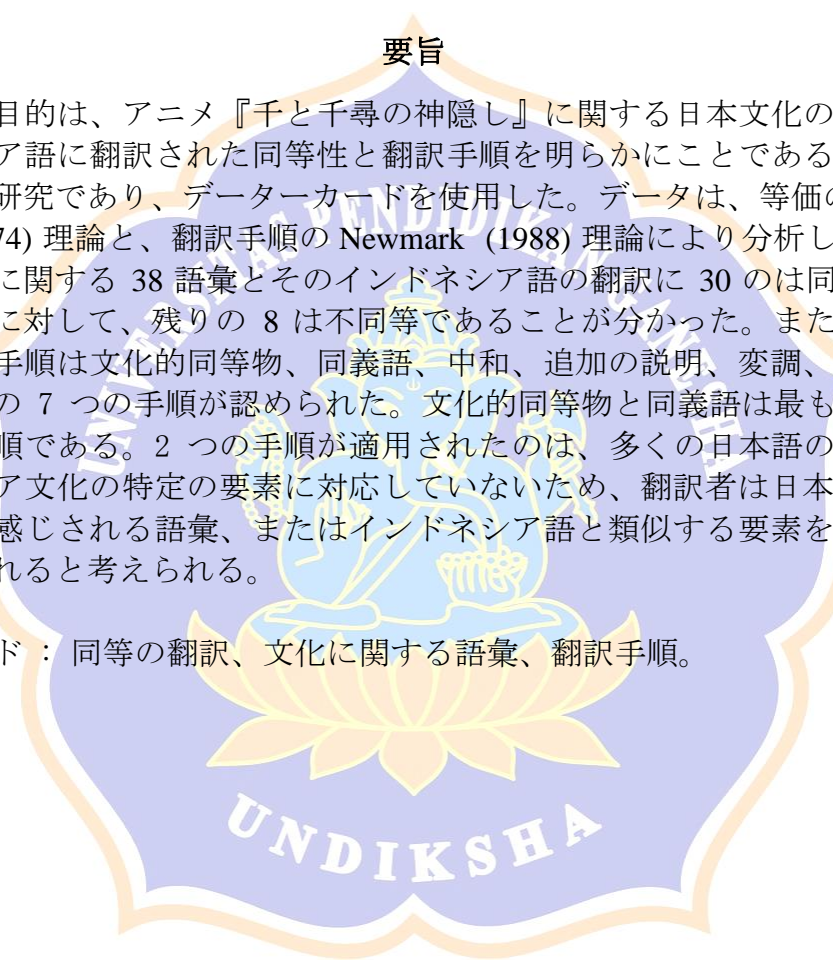 要旨
目的は、アニメ『千と千尋の神隠し』に関する日本文化の
ア語に翻訳された同等性と翻訳手順を明らかにことである
研究であり、データーカードを使用した。データは、等価の
74) 理論と、翻訳手順の Newmark (1988) 理論により分析し
に関する 38 語彙とそのインドネシア語の翻訳に 30 のは同
に対して、残りの 8 は不同等であることが分かった。また
手順は文化的同等物、同義語、中和、追加の説明、変調、
の 7 つの手順が認められた。文化的同等物と同義語は最も
順である。2 つの手順が適用されたのは、多くの日本語の
ア文化の特定の要素に対応していないため、翻訳者は日本
感じされる語彙、またはインドネシア語と類似する要素を
れると考えられる。
ド ： 同等の翻訳、文化に関する語彙、翻訳手順。
UNIVERSITAS PENDIDIKAN GANESHA
UNDIKSHA